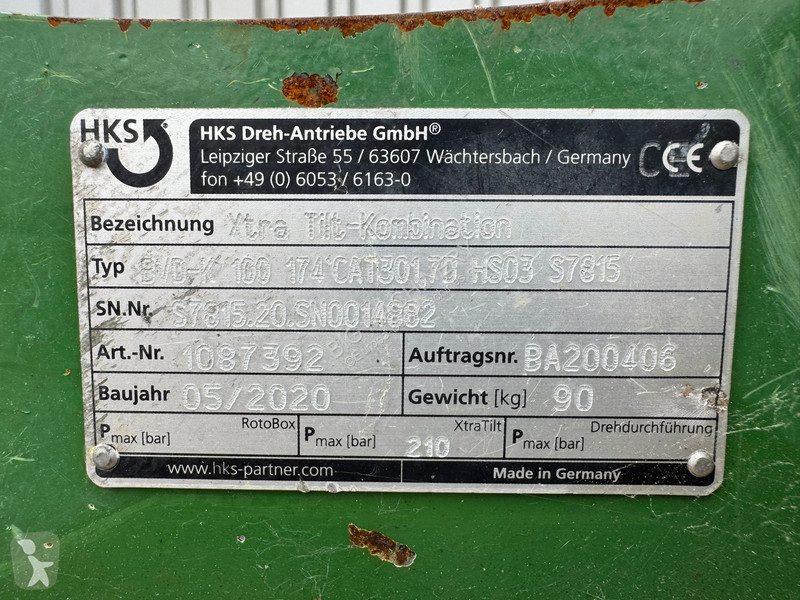 HKS
HKS Dreh-Antriebe GmbH®
Leipziger Straße 55 / 63607 Wächtersbach / Germany
fon +49 (0) 6053 / 6163-0
CE
Bezeichnung Xtra Tilt-Kombination
Typ BVD-K 100 174°CAT301,7D HS03 S7815
SN.Nr. S7815.20.SN0014882
Art.-Nr. 1087392 Auftragsnr. BA200406
Baujahr 05/2020 Gewicht [kg] 90
RotoBox XtraTilt Drehdurchführung
Pmax [bar] Pmax [bar] 210 Pmax [bar]
www.hks-partner.com Made in Germany